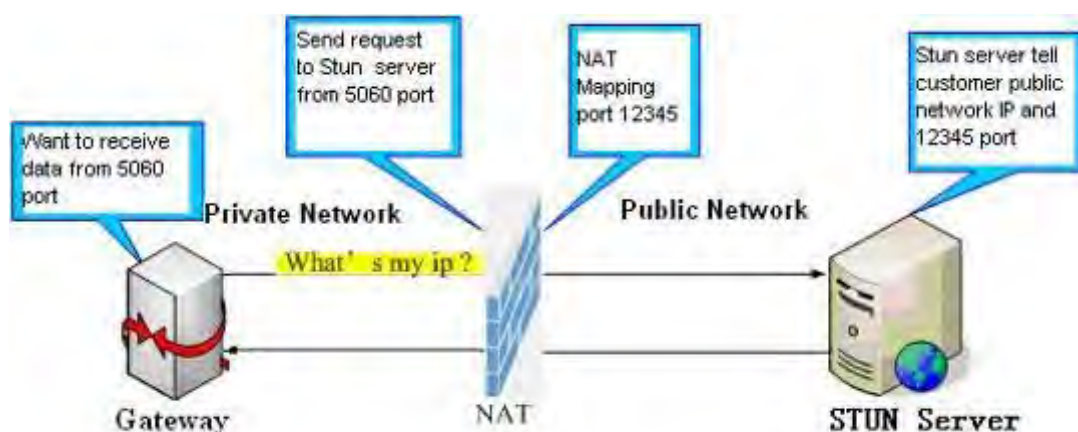 Send request
to Stun server
from 5060 port
NAT
Mapping
port 12345
Stun server tell
customer public
network IP and
12345 port
Want to receive
data from 5060
port
Private Network
Public Network
What's my ip?
Gateway
NAT
STUN Server